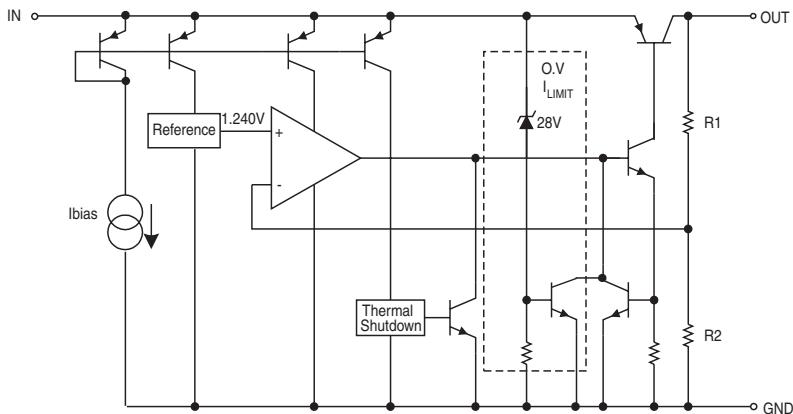 IN
OUT
O.V
I_LIMIT
28V
R1
1.240V
Reference
+
-
Ibias
Thermal
Shutdown
R2
GND